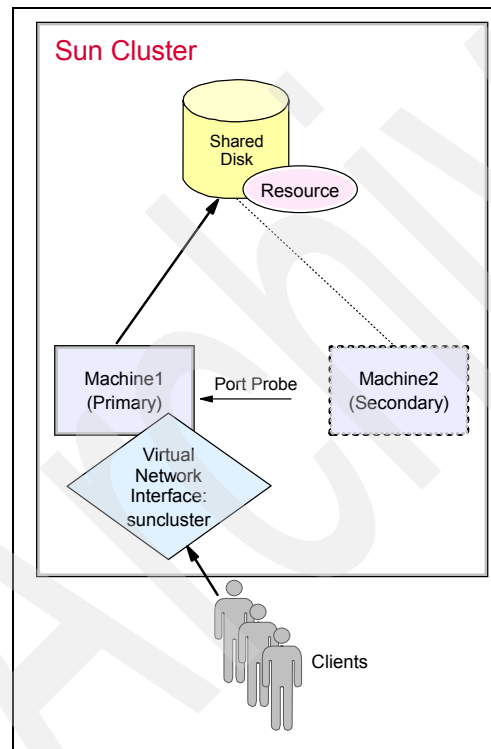 Sun Cluster
Shared
Disk
Resource
Machine1
(Primary)
Port Probe
Machine2
(Secondary)
Virtual
Network
Interface:
suncluster
Clients